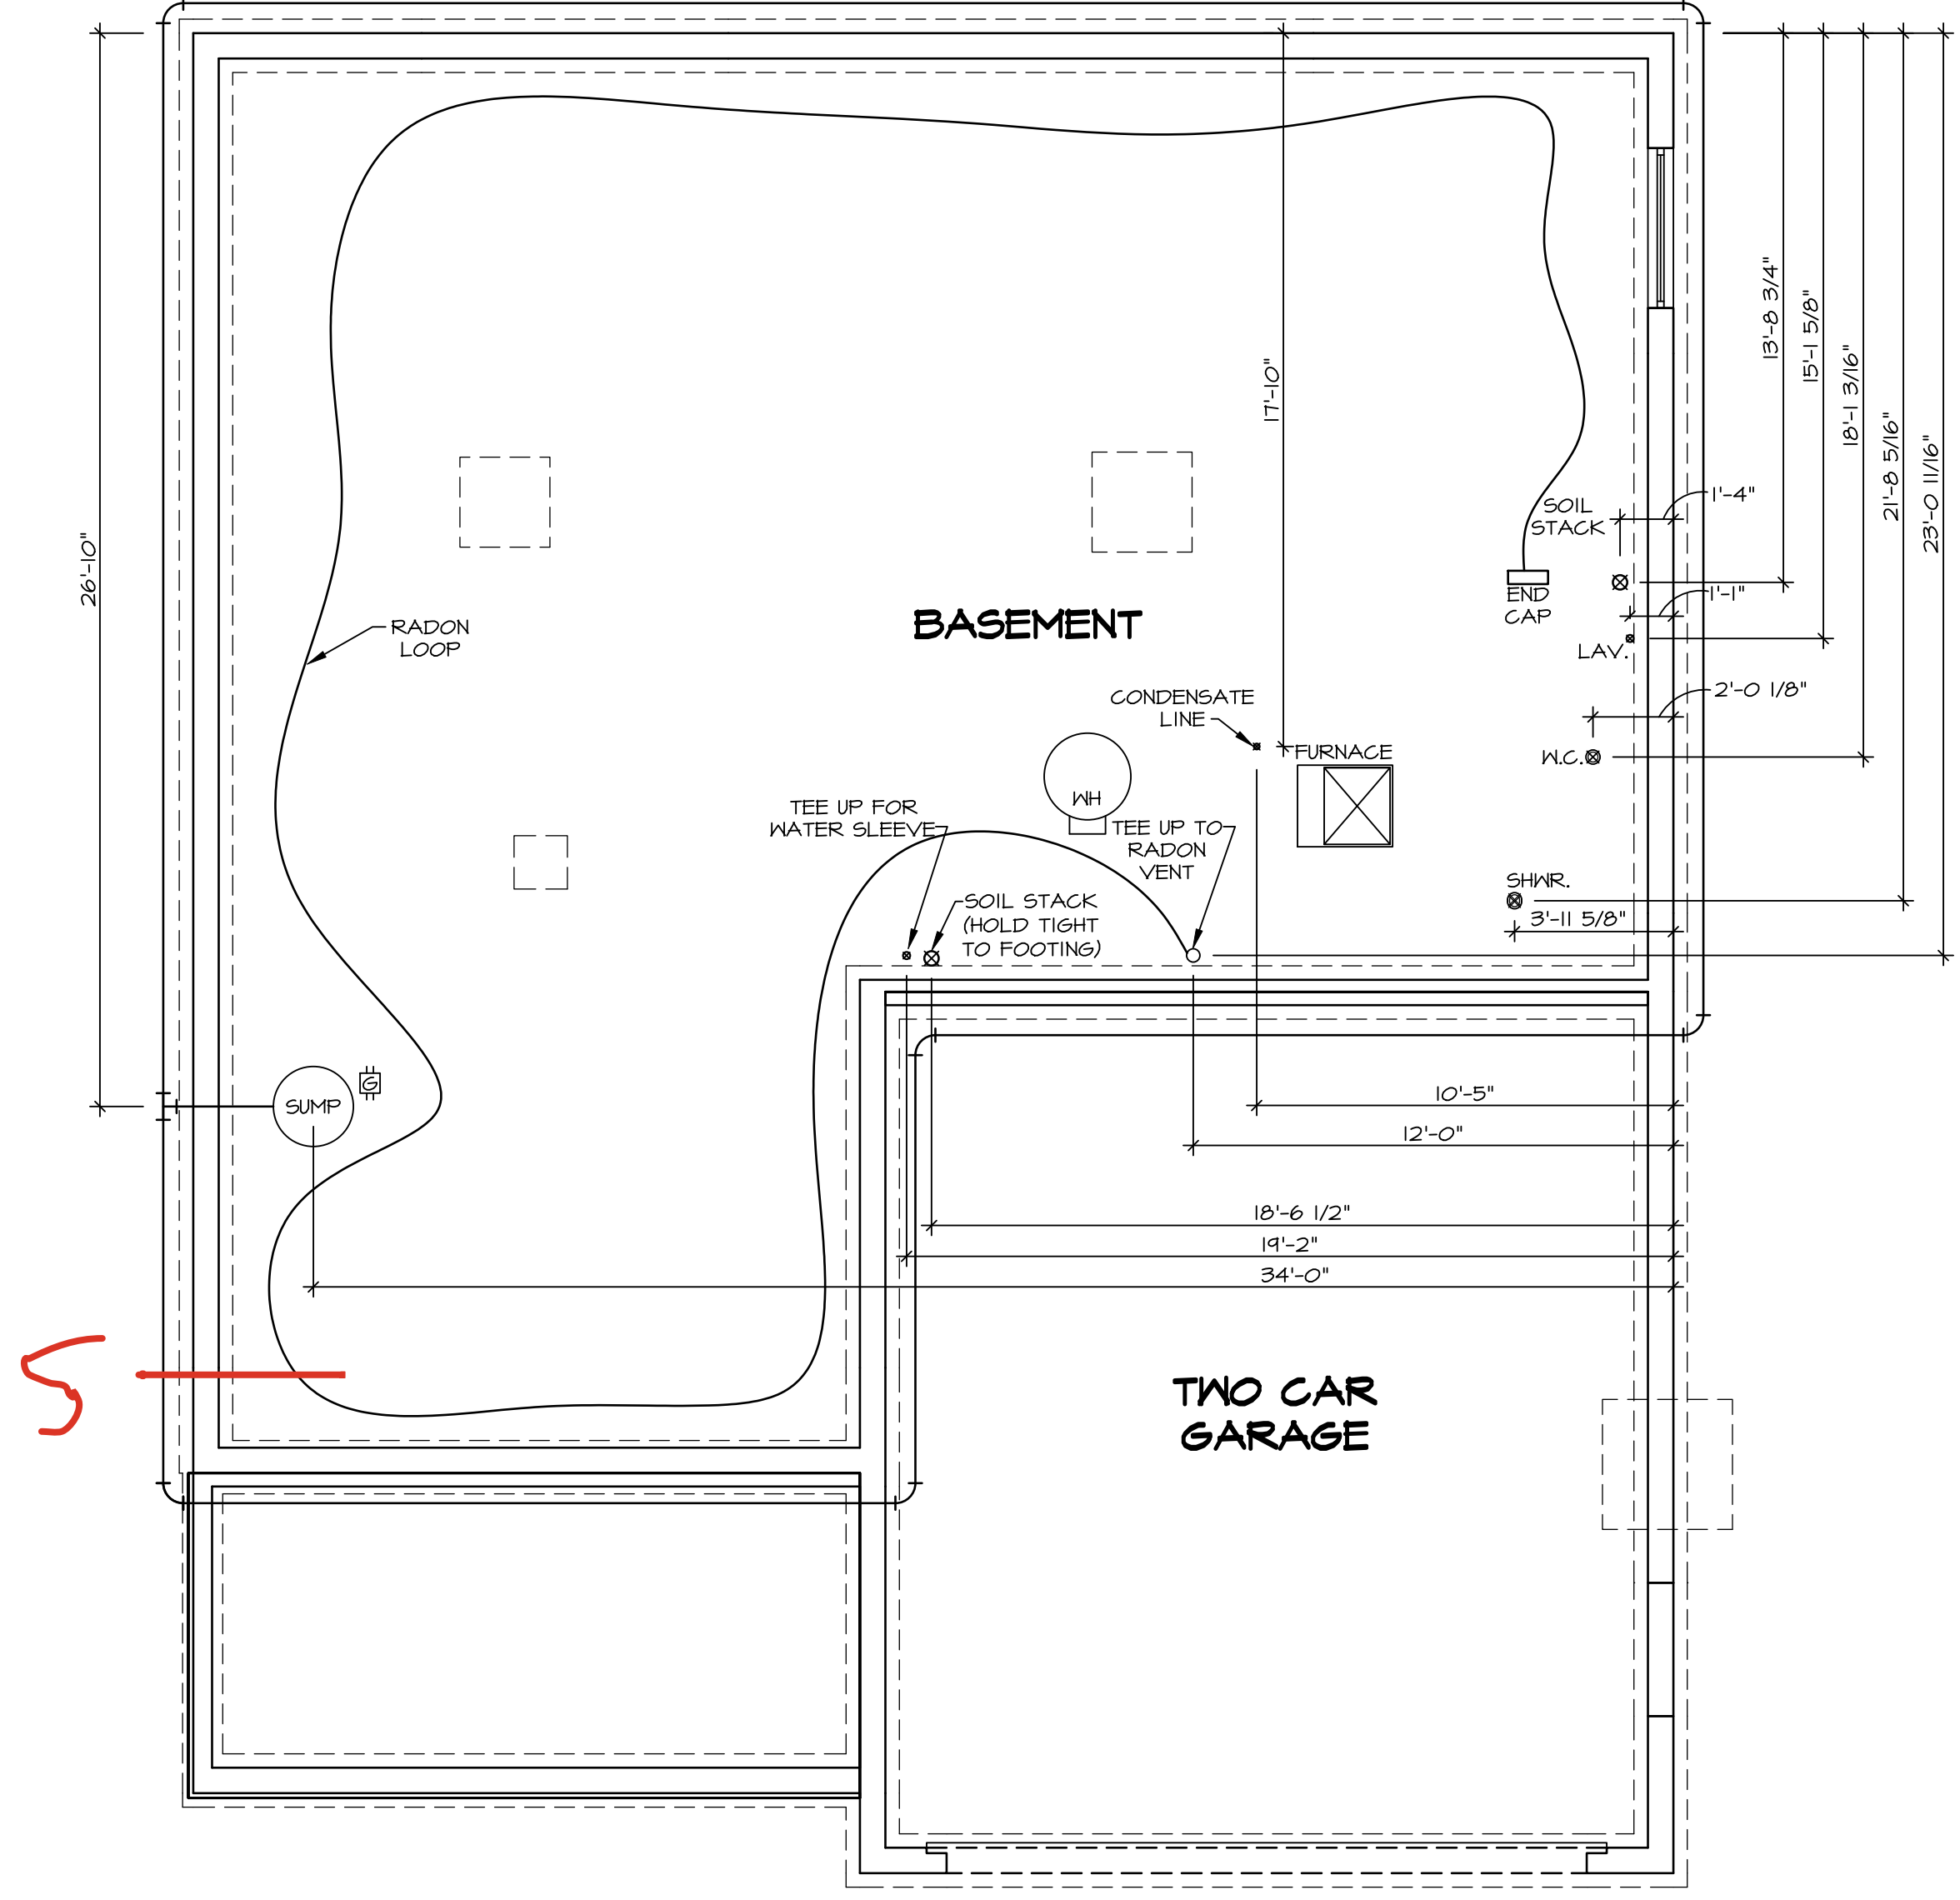 17'-10"
13'-8 3/4"
15'-1 5/8"
18'-1 3/16"
21'-8 5/16"
23'-0 11/16"
26'-10"
SOIL
STACK
1'-4"
END
CAP
1'-1"
LAV.
RADON
LOOP
BASEMENT
2'-0 1/8"
CONDENSATE
LINE
FURNACE
W.C.
WH
TEE UP FOR
WATER SLEEVE
TEE UP TO
RADON
VENT
SHWR.
3'-11 5/8"
SOIL STACK
(HOLD TIGHT
TO FOOTING)
G
SUMP
10'-5"
12'-0"
18'-6 1/2"
19'-2"
34'-0"
5
TWO CAR
GARAGE